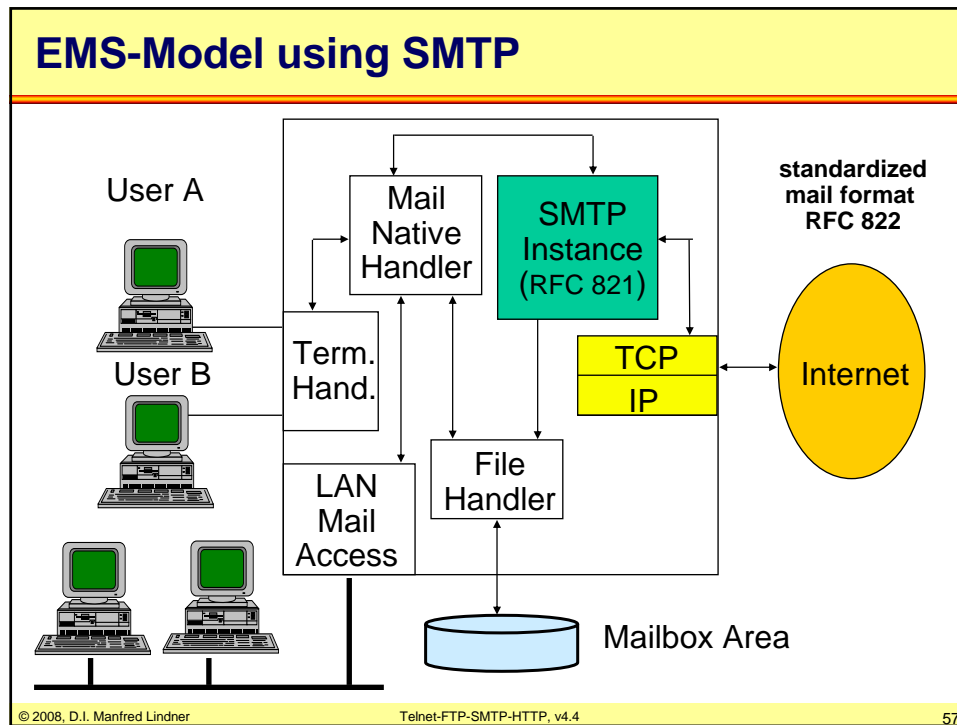 EMS-Model using SMTP
User A
User B
Mail
Native
Handler
SMTP
Instance
(RFC 821)
standardized
mail format
RFC 822
Term.
Hand.
TCP
IP
Internet
LAN
Mail
Access
File
Handler
Mailbox Area
© 2008, D.I. Manfred Lindner
Telnet-FTP-SMTP-HTTP, v4.4
57